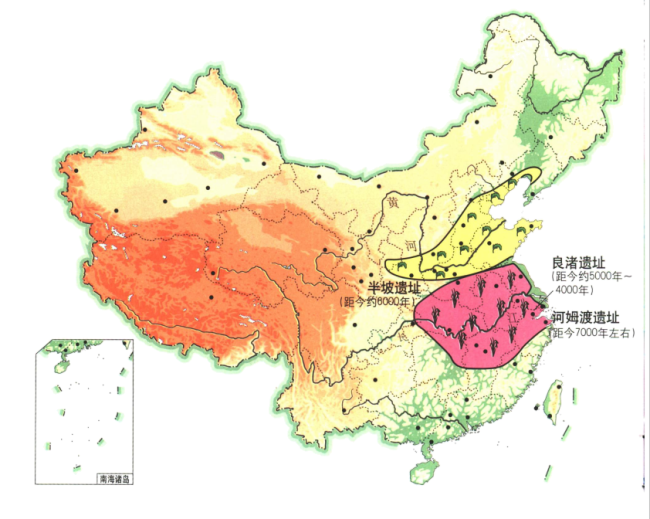 黄
河
良渚遗址
(距今约5000年~
4000年)
半坡遗址
(距今约6000年)
河姆渡遗址
(距今7000年左右)
南海诸岛